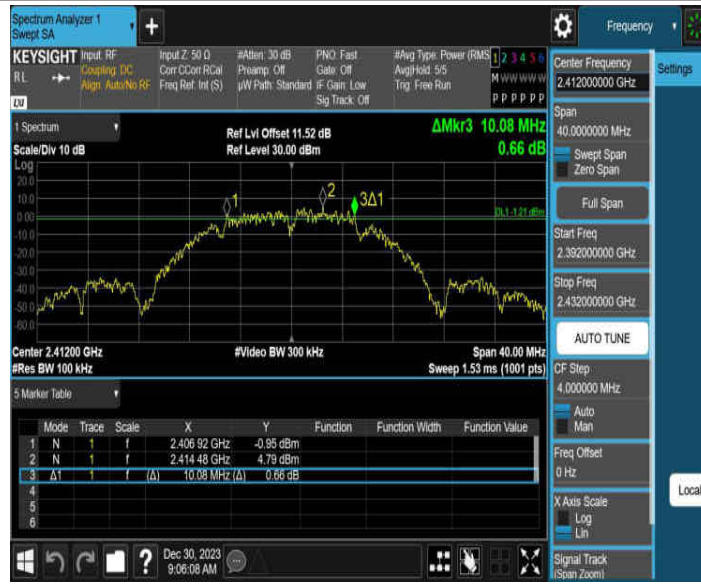 Spectrum Analyzer 1
Swept SA
+
Frequency
KEYSIGHT
RL
LXI
Input: RF
Coupling: DC
Align: Auto/No RF
Input Z: 50 Ω
Corr CCorr RCal
Freq Ref: Int (S)
#Atten: 30 dB
Preamp: Off
µW Path: Standard
PNO: Fast
Gate: Off
IF Gain: Low
Sig Track: Off
#Avg Type: Power (RMS
Avg|Hold: 5/5
Trig: Free Run
1 2 3 4 5 6
M W W W W W
P P P P P P
1 Spectrum
Scale/Div 10 dB
Ref Lvl Offset 11.52 dB
Ref Level 30.00 dBm
ΔMkr3 10.08 MHz
0.66 dB
Log
20.0
10.0
0.00
-10.0
-20.0
-30.0
-40.0
-50.0
-60.0
1
2
3Δ1
DL1 -1.21 dBm
Center 2.41200 GHz
#Res BW 100 kHz
#Video BW 300 kHz
Span 40.00 MHz
Sweep 1.53 ms (1001 pts)
5 Marker Table
Mode Trace Scale X Y Function Function Width Function Value
1 N 1 f 2.406 92 GHz -0.95 dBm
2 N 1 f 2.414 48 GHz 4.79 dBm
3 Δ1 1 f (Δ) 10.08 MHz (Δ) 0.66 dB
4
5
6
?
Dec 30, 2023
9:06:08 AM
Center Frequency
2.412000000 GHz
Span
40.0000000 MHz
Swept Span
Zero Span
Full Span
Start Freq
2.392000000 GHz
Stop Freq
2.432000000 GHz
AUTO TUNE
CF Step
4.000000 MHz
Auto
Man
Freq Offset
0 Hz
X Axis Scale
Log
Lin
Signal Track
(Span Zoom)
Settings
Local